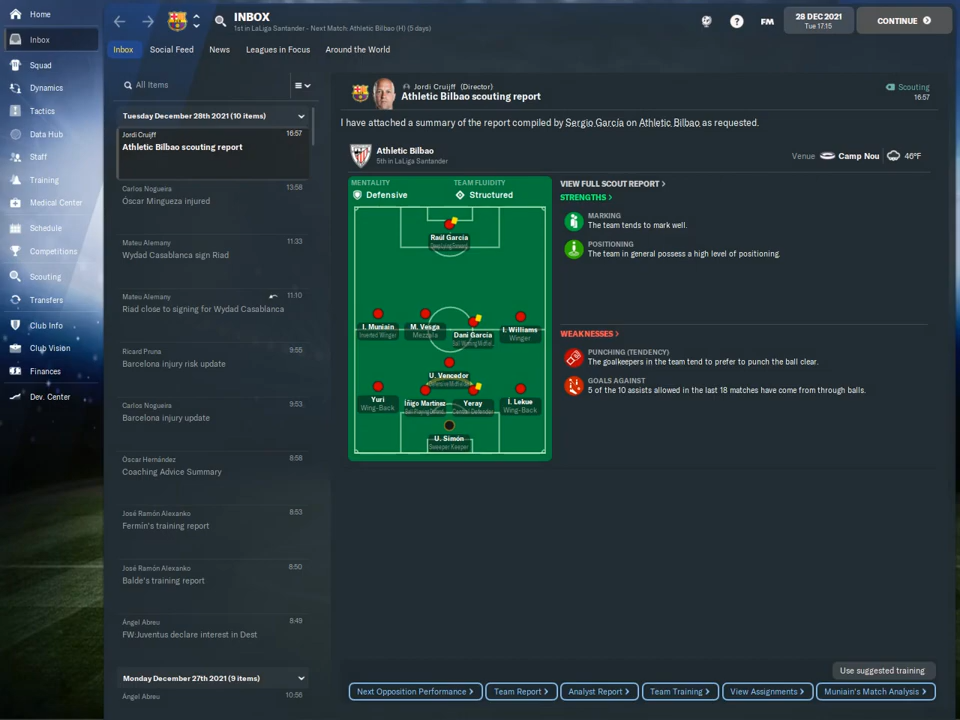 Home
Inbox
Squad
Dynamics
Tactics
Data Hub
Staff
Training
Medical Center
Schedule
Competitions
Scouting
Transfers
Club Info
Club Vision
Finances
Dev. Center
INBOX
1st in LaLiga Santander - Next Match: Athletic Bilbao (H) (5 days)
?
FM
28 DEC 2021
Tue 17:15
CONTINUE
Inbox
Social Feed
News
Leagues in Focus
Around the World
All Items
Tuesday December 28th 2021 (10 items)
Jordi Cruijff 16:57
Athletic Bilbao scouting report
Carlos Nogueira 13:58
Óscar Mingueza injured
Mateu Alemany 11:33
Wydad Casablanca sign Riad
Mateu Alemany 11:10
Riad close to signing for Wydad Casablanca
Ricard Pruna 9:55
Barcelona injury risk update
Carlos Nogueira 9:53
Barcelona injury update
Óscar Hernández 8:58
Coaching Advice Summary
José Ramón Alexanko 8:53
Fermín's training report
José Ramón Alexanko 8:50
Balde's training report
Ángel Abreu 8:49
FW:Juventus declare interest in Dest
Monday December 27th 2021 (9 items)
Ángel Abreu 10:56
Jordi Cruijff (Director)
Athletic Bilbao scouting report
Scouting
16:57
I have attached a summary of the report compiled by Sergio García on Athletic Bilbao as requested.
Athletic Bilbao
5th in LaLiga Santander
Venue Camp Nou 46°F
MENTALITY
Defensive
TEAM FLUIDITY
Structured
Raúl García
I. Muniain
Inverted Winger
M. Vesga
Mezzala
Dani García
I. Williams
Winger
U. Vencedor
Yuri
Wing-Back
Iñigo Martínez
Yeray
Central Defender
Í. Lekue
Wing-Back
U. Simón
Sweeper Keeper
VIEW FULL SCOUT REPORT
STRENGTHS
MARKING
The team tends to mark well.
POSITIONING
The team in general possess a high level of positioning.
WEAKNESSES
PUNCHING (TENDENCY)
The goalkeepers in the team tend to prefer to punch the ball clear.
GOALS AGAINST
5 of the 10 assists allowed in the last 18 matches have come from through balls.
Use suggested training
Next Opposition Performance
Team Report
Analyst Report
Team Training
View Assignments
Muniain's Match Analysis